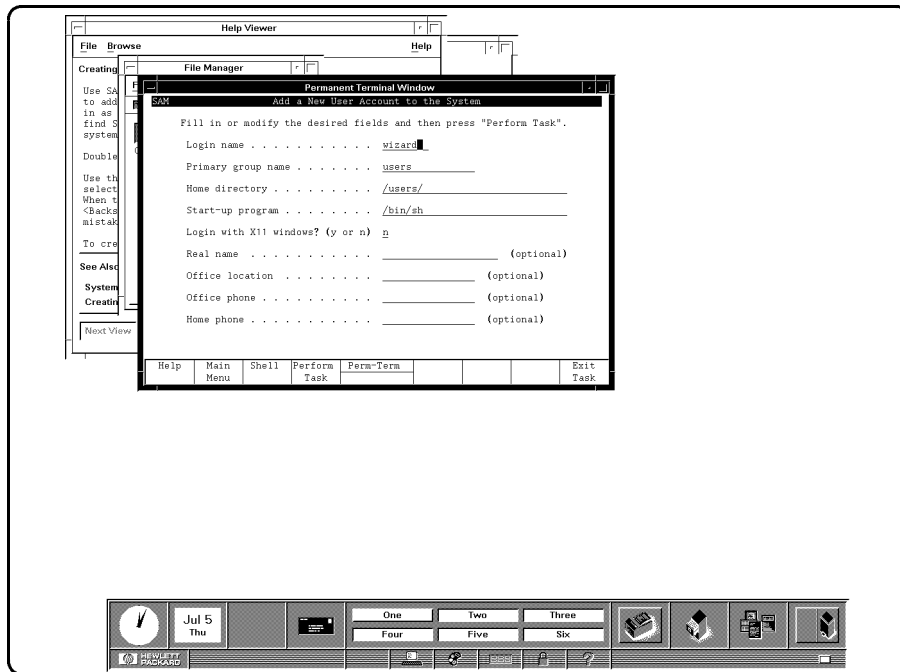 Help Viewer
File Browse Help
Creating
File Manager
Use SA
to add
in as
find S
system
Double
Use th
select
When t
<Backs
mistak
To cre
See Also
System
Creatin
Next View
Permanent Terminal Window
SAM Add a New User Account to the System
Fill in or modify the desired fields and then press "Perform Task".
Login name . . . . . . . . . . . wizard
Primary group name . . . . . . . users
Home directory . . . . . . . . . /users/
Start-up program . . . . . . . . /bin/sh
Login with X11 windows? (y or n) n
Real name . . . . . . . . . . . (optional)
Office location . . . . . . . . (optional)
Office phone . . . . . . . . . . (optional)
Home phone . . . . . . . . . . . (optional)
Help Main Menu Shell Perform Task Perm-Term Exit Task
Jul 5
Thu
One Two Three
Four Five Six
HEWLETT
PACKARD